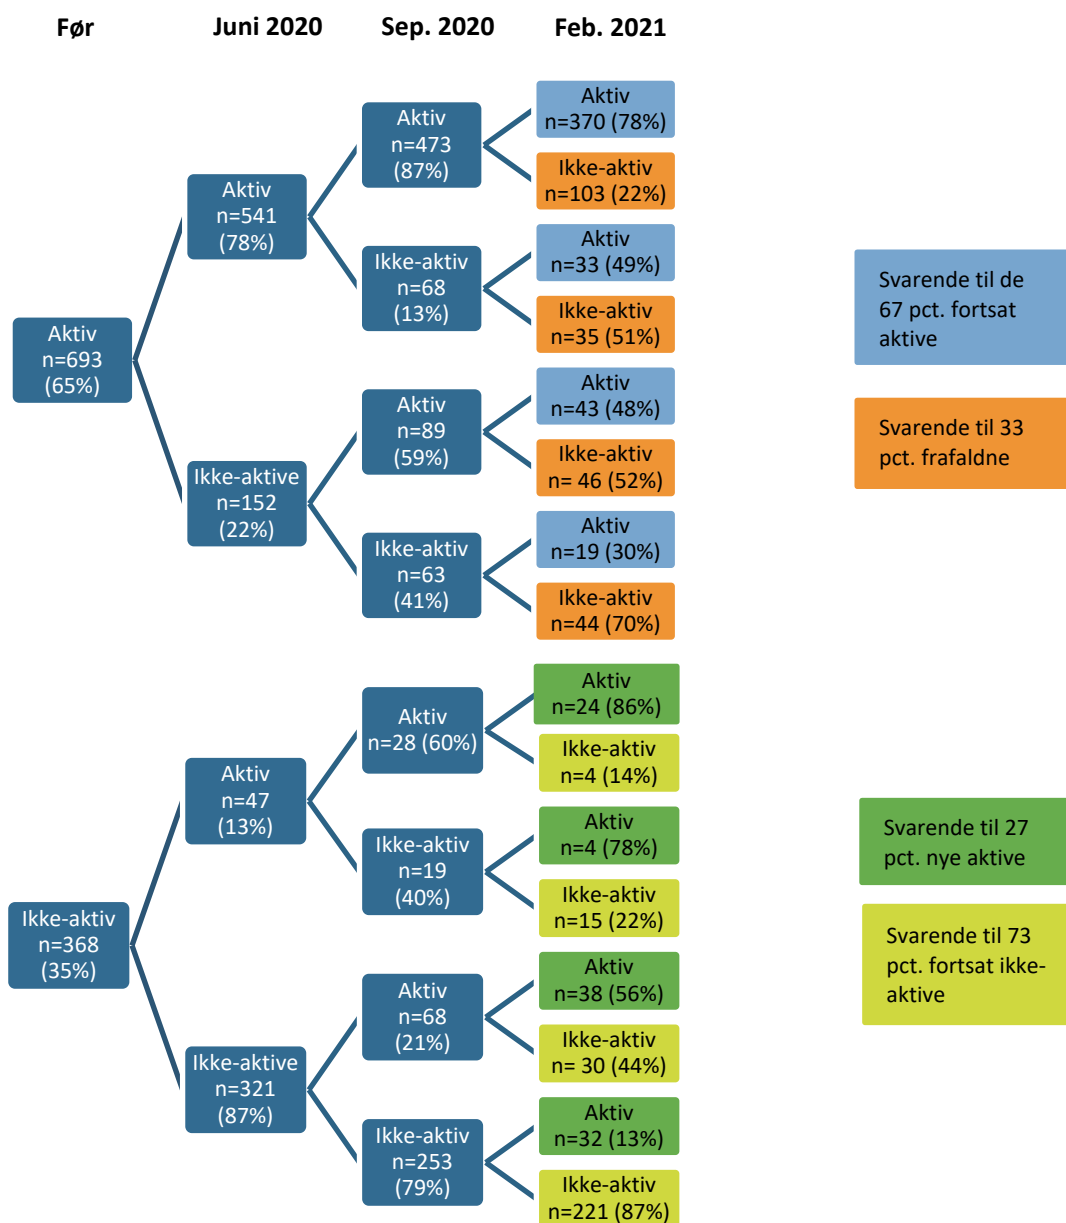 Før
Juni 2020
Sep. 2020
Feb. 2021
Aktiv
n=693
(65%)
Aktiv
n=541
(78%)
Ikke-aktive
n=152
(22%)
Aktiv
n=473
(87%)
Ikke-aktiv
n=68
(13%)
Aktiv
n=89
(59%)
Ikke-aktiv
n=63
(41%)
Aktiv
n=370 (78%)
Ikke-aktiv
n=103 (22%)
Aktiv
n=33 (49%)
Ikke-aktiv
n=35 (51%)
Aktiv
n=43 (48%)
Ikke-aktiv
n= 46 (52%)
Aktiv
n=19 (30%)
Ikke-aktiv
n=44 (70%)
Svarende til de
67 pct. fortsat
aktive
Svarende til 33
pct. frafaldne
Ikke-aktiv
n=368
(35%)
Aktiv
n=47
(13%)
Ikke-aktive
n=321
(87%)
Aktiv
n=28 (60%)
Ikke-aktiv
n=19
(40%)
Aktiv
n=68
(21%)
Ikke-aktiv
n=253
(79%)
Aktiv
n=24 (86%)
Ikke-aktiv
n=4 (14%)
Aktiv
n=4 (78%)
Ikke-aktiv
n=15 (22%)
Aktiv
n=38 (56%)
Ikke-aktiv
n= 30 (44%)
Aktiv
n=32 (13%)
Ikke-aktiv
n=221 (87%)
Svarende til 27
pct. nye aktive
Svarende til 73
pct. fortsat ikke-
aktive